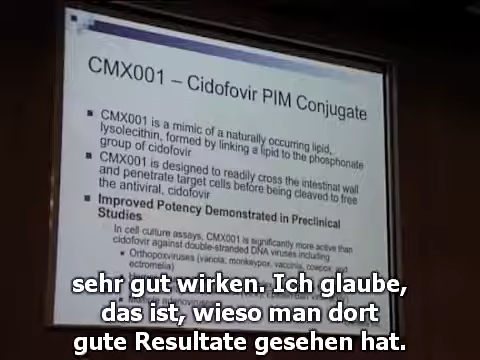 CMX001 – Cidofovir PIM Conjugate
CMX001 is a mimic of a naturally occurring lipid,
lysolecithin, formed by linking a lipid to the phosphonate
group of cidofovir
CMX001 is designed to readily cross the intestinal wall
and penetrate target cells before being cleaved to free
the antiviral, cidofovir
Improved Potency Demonstrated in Preclinical
Studies
In cell culture assays, CMX001 is significantly more active than
cidofovir against double-stranded DNA viruses including
Orthopoxviruses (variola, monkeypox, vaccinia, cowpox, and
ectromelia)
sehr gut wirken. Ich glaube,
das ist, wieso man dort
gute Resultate gesehen hat.